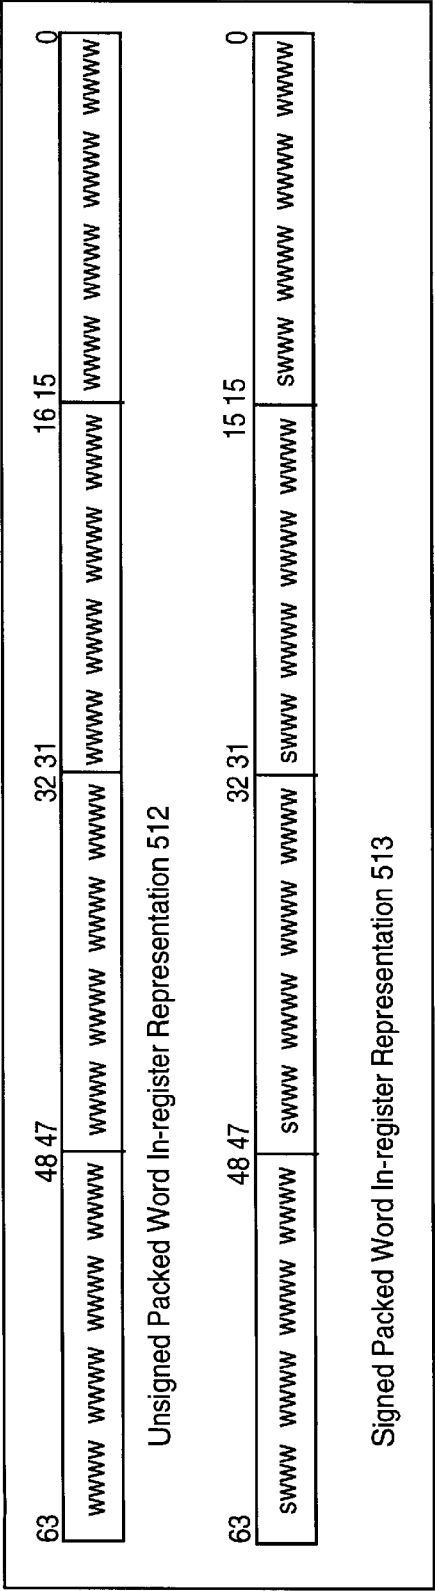 63 48 47 32 31 16 15 0
wwww wwww wwww wwww wwww wwww wwww wwww wwww wwww wwww wwww wwww wwww wwww wwww
Unsigned Packed Word In-register Representation 512
63 48 47 32 31 15 15 0
swww wwww wwww wwww swww wwww wwww wwww swww wwww wwww wwww swww wwww wwww wwww
Signed Packed Word In-register Representation 513